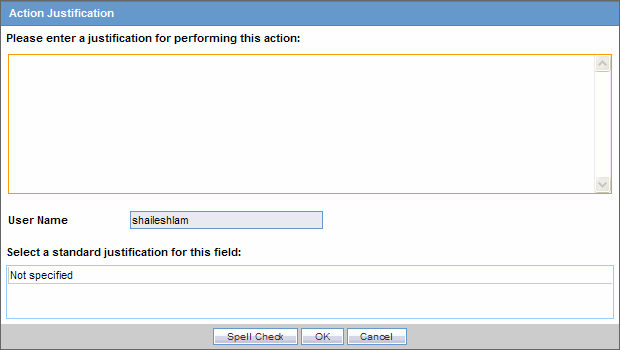 Action Justification
Please enter a justification for performing this action:
User Name shaileshlam
Select a standard justification for this field:
Not specified
Spell Check OK Cancel